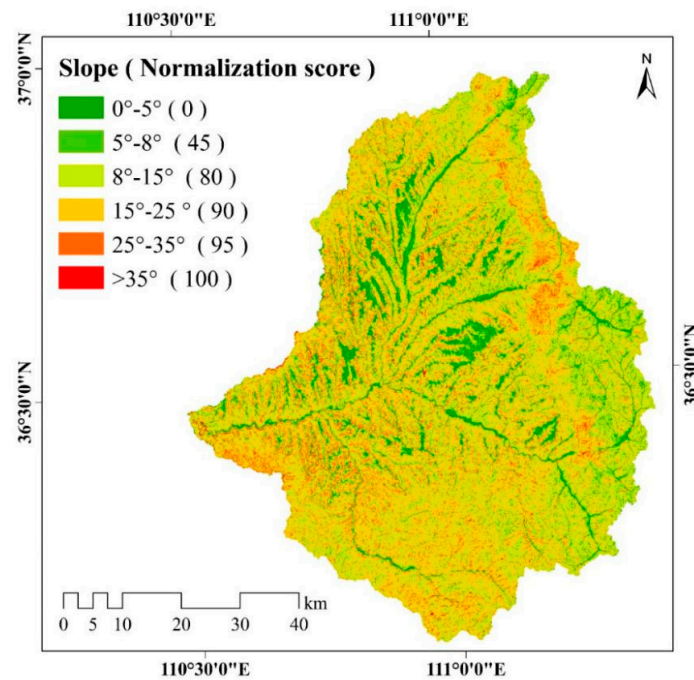 110°30'0"E
111°0'0"E
37°0'0"N
N
Slope ( Normalization score )
0°-5° ( 0 )
5°-8° ( 45 )
8°-15° ( 80 )
15°-25 ° ( 90 )
25°-35° ( 95 )
>35° ( 100 )
36°30'0"N
36°30'0"N
km
0 5 10 20 30 40
110°30'0"E
111°0'0"E